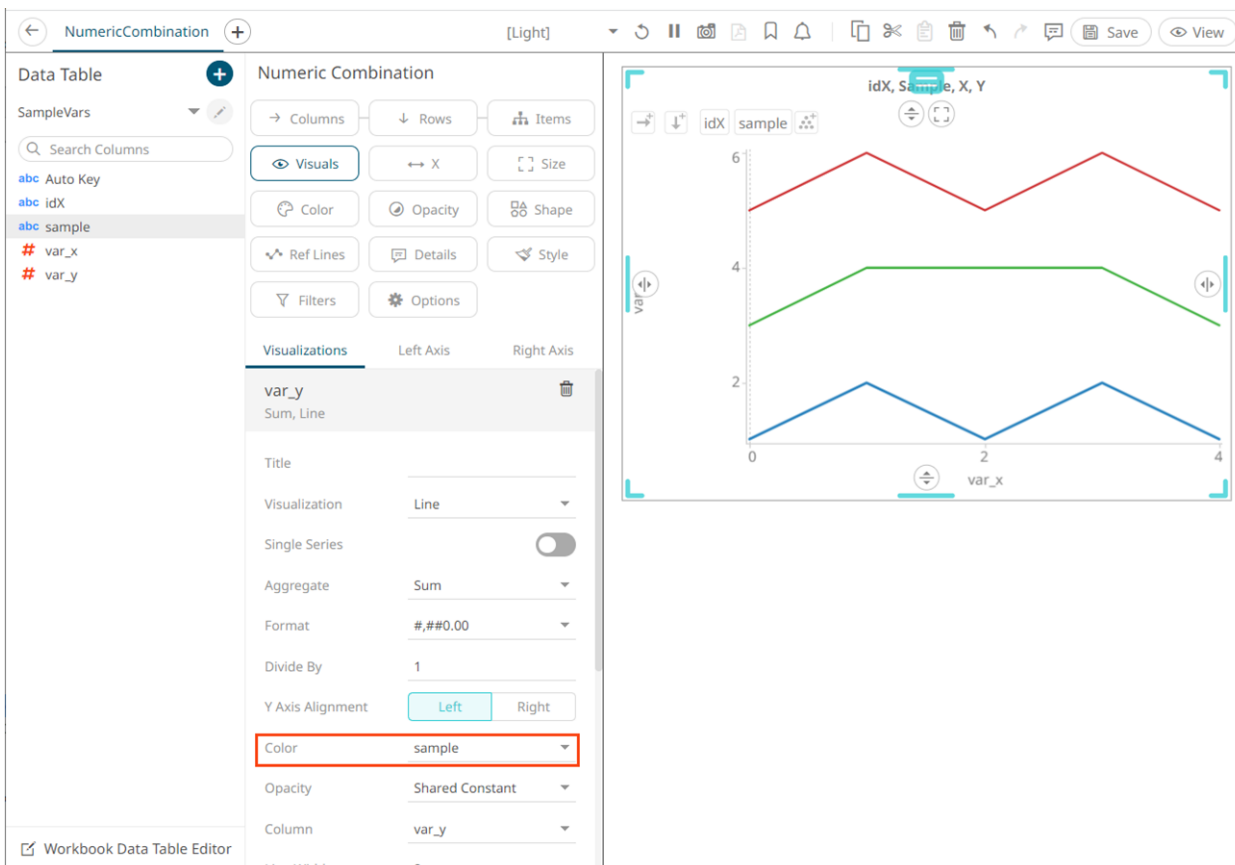 NumericCombination
[Light]
Save
View
Data Table
SampleVars
Search Columns
abc Auto Key
abc idX
abc sample
# var_x
# var_y
Workbook Data Table Editor
Numeric Combination
Columns
Rows
Items
Visuals
X
Size
Color
Opacity
Shape
Ref Lines
Details
Style
Filters
Options
Visualizations
Left Axis
Right Axis
var_y
Sum, Line
Title
Visualization Line
Single Series
Aggregate Sum
Format #,##0.00
Divide By 1
Y Axis Alignment Left Right
Color sample
Opacity Shared Constant
Column var_y
idX, Sample, X, Y
idX sample
6
4
2
0 2 4
var_x